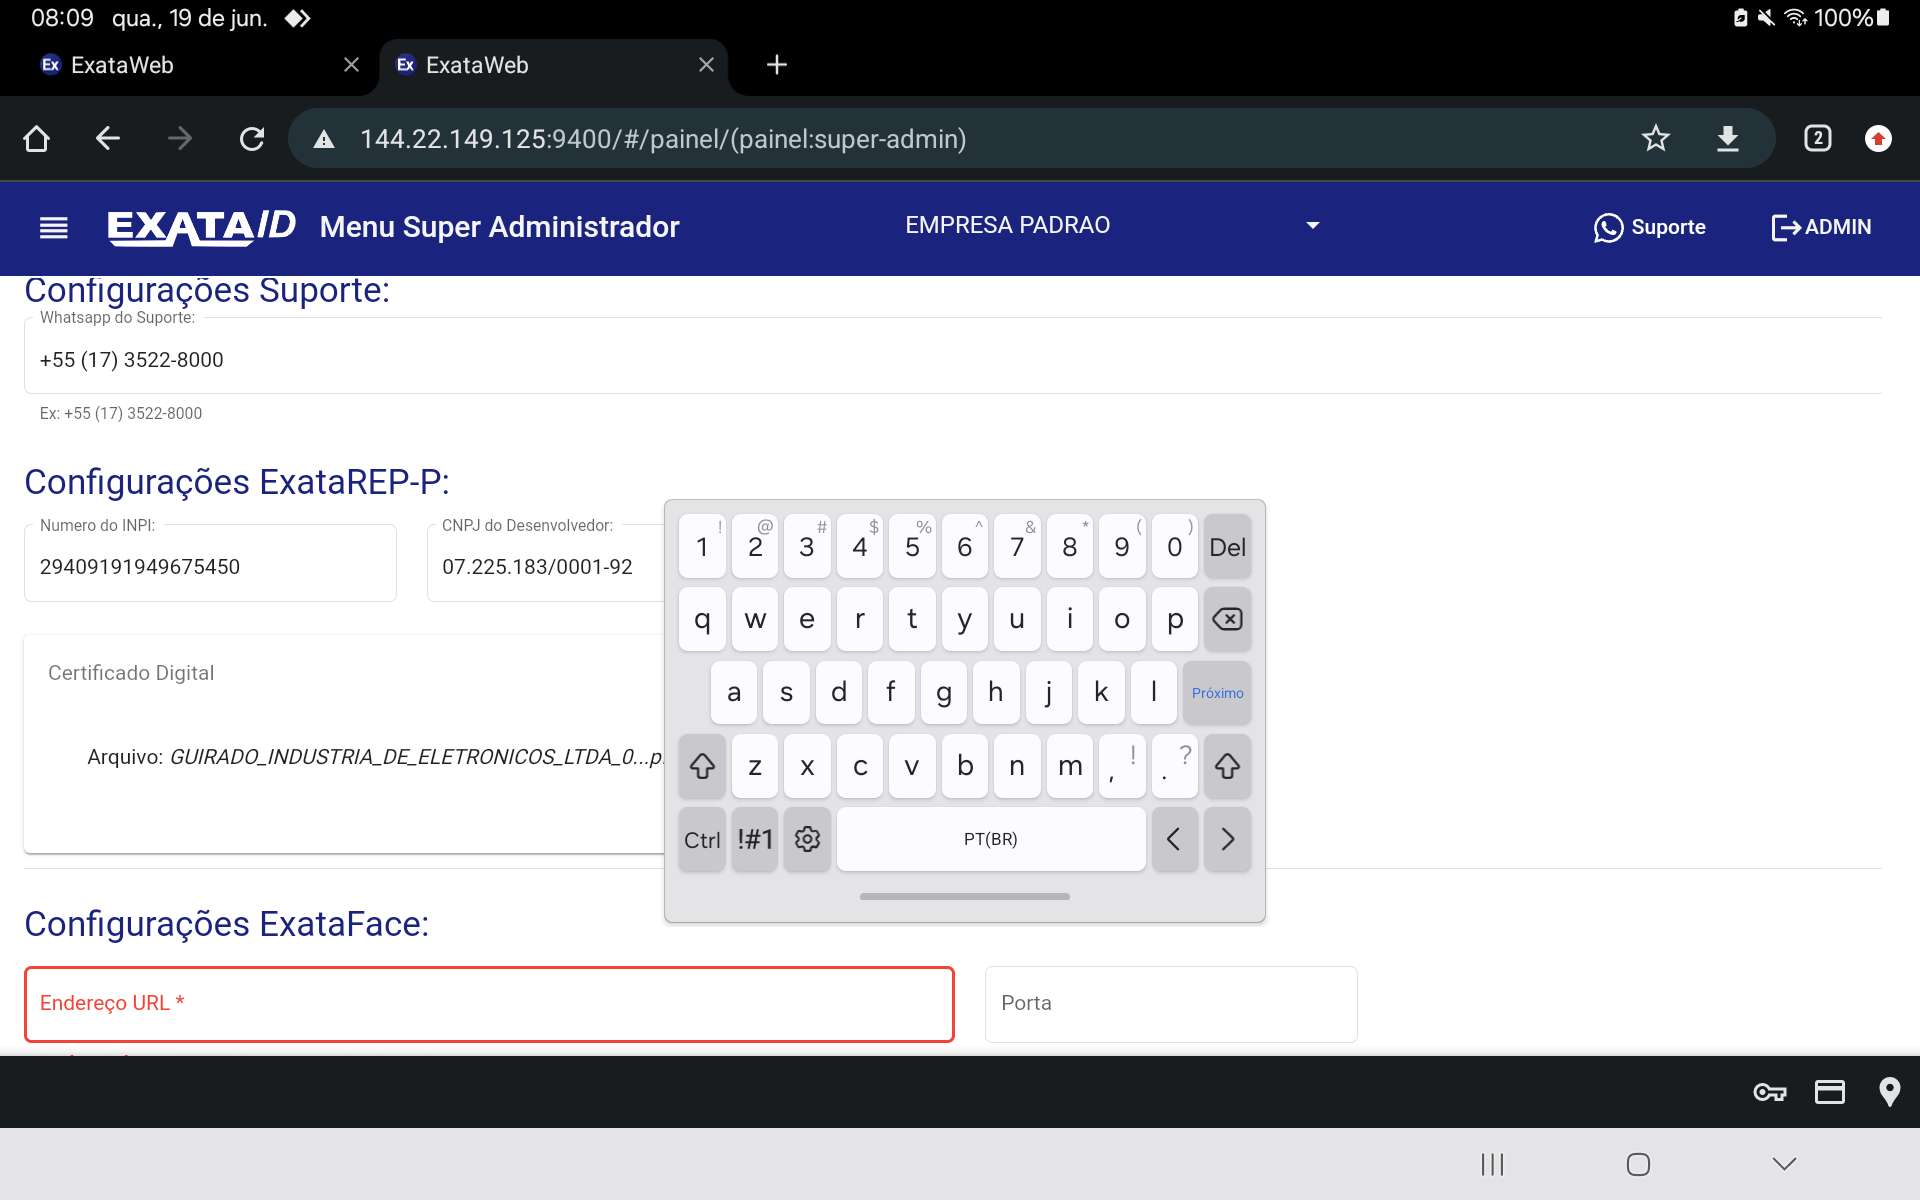 08:09 qua., 19 de jun. 100%
Ex ExataWeb Ex ExataWeb
144.22.149.125:9400/#/painel/(painel:super-admin) 2
EXATA/D Menu Super Administrador EMPRESA PADRAO Suporte ADMIN
Configurações Suporte:
Whatsapp do Suporte:
+55 (17) 3522-8000
Ex: +55 (17) 3522-8000
Configurações ExataREP-P:
Numero do INPI: CNPJ do Desenvolvedor:
29409191949675450 07.225.183/0001-92
Certificado Digital
Arquivo: GUIRADO_INDUSTRIA_DE_ELETRONICOS_LTDA_0...p.
! @ # $ % ^ & * ( )
1 2 3 4 5 6 7 8 9 0 Del
q w e r t y u i o p
a s d f g h j k l Próximo
z x c v b n m , ! . ?
Ctrl !#1 PT(BR) < >
Configurações ExataFace:
Endereço URL * Porta